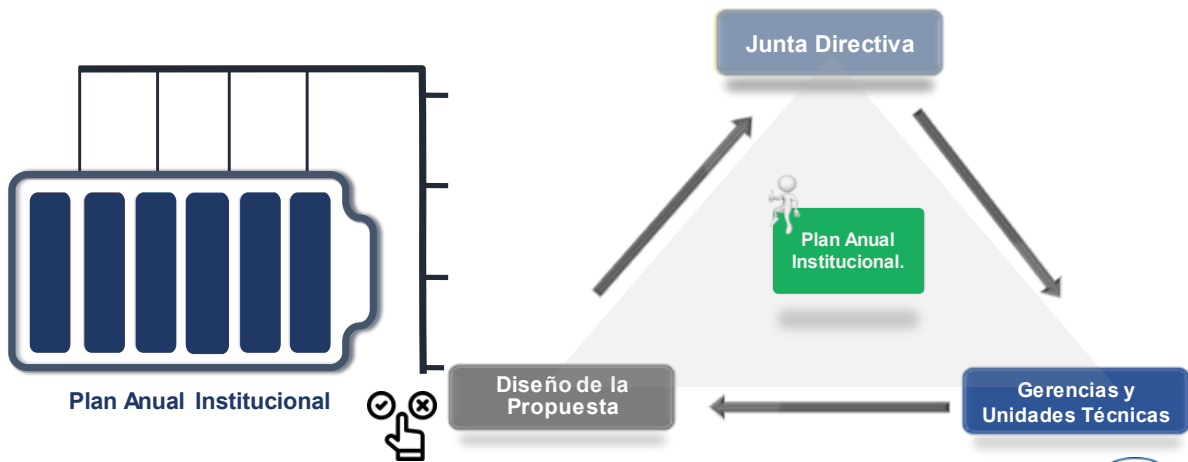 Junta Directiva
Plan Anual
Institucional.
Plan Anual Institucional
Diseño de la
Propuesta
Gerencias y
Unidades Técnicas